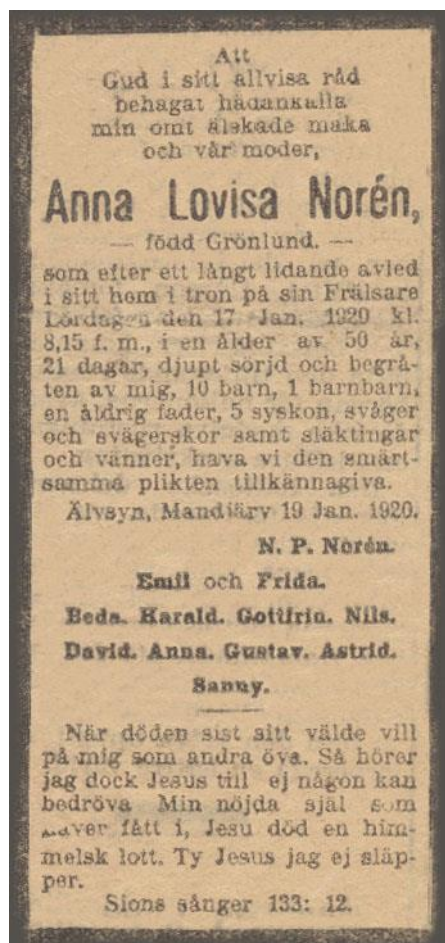 Att
Gud i sitt allvisa råd
behagat hädankalla
min ömt älskade maka
och vår moder,
Anna Lovisa Norén,
— född Grönlund. —
som efter ett långt lidande avled
i sitt hem i tron på sin Frälsare
Lördagen den 17 Jan. 1920 kl.
8,15 f. m., i en ålder av 50 år,
21 dagar, djupt sörjd och begrå-
ten av mig, 10 barn, 1 barnbarn,
en åldrig fader, 5 syskon, svåger
och svägerskor samt släktingar
och vänner, hava vi den smärt-
samma plikten tillkännagiva.
Älvsyn, Mandjärv 19 Jan. 1920.
N. P. Norén.
Emil och Frida.
Beda. Harald. Gottfrid. Nils.
David. Anna. Gustav. Astrid.
Sanny.
När döden sist sitt välde vill
på mig som andra öva. Så hörer
jag dock Jesus till ej någon kan
bedröva Min nöjda själ som
haver fått i, Jesu död en him-
melsk lott. Ty Jesus jag ej släp-
per.
Sions sånger 133: 12.